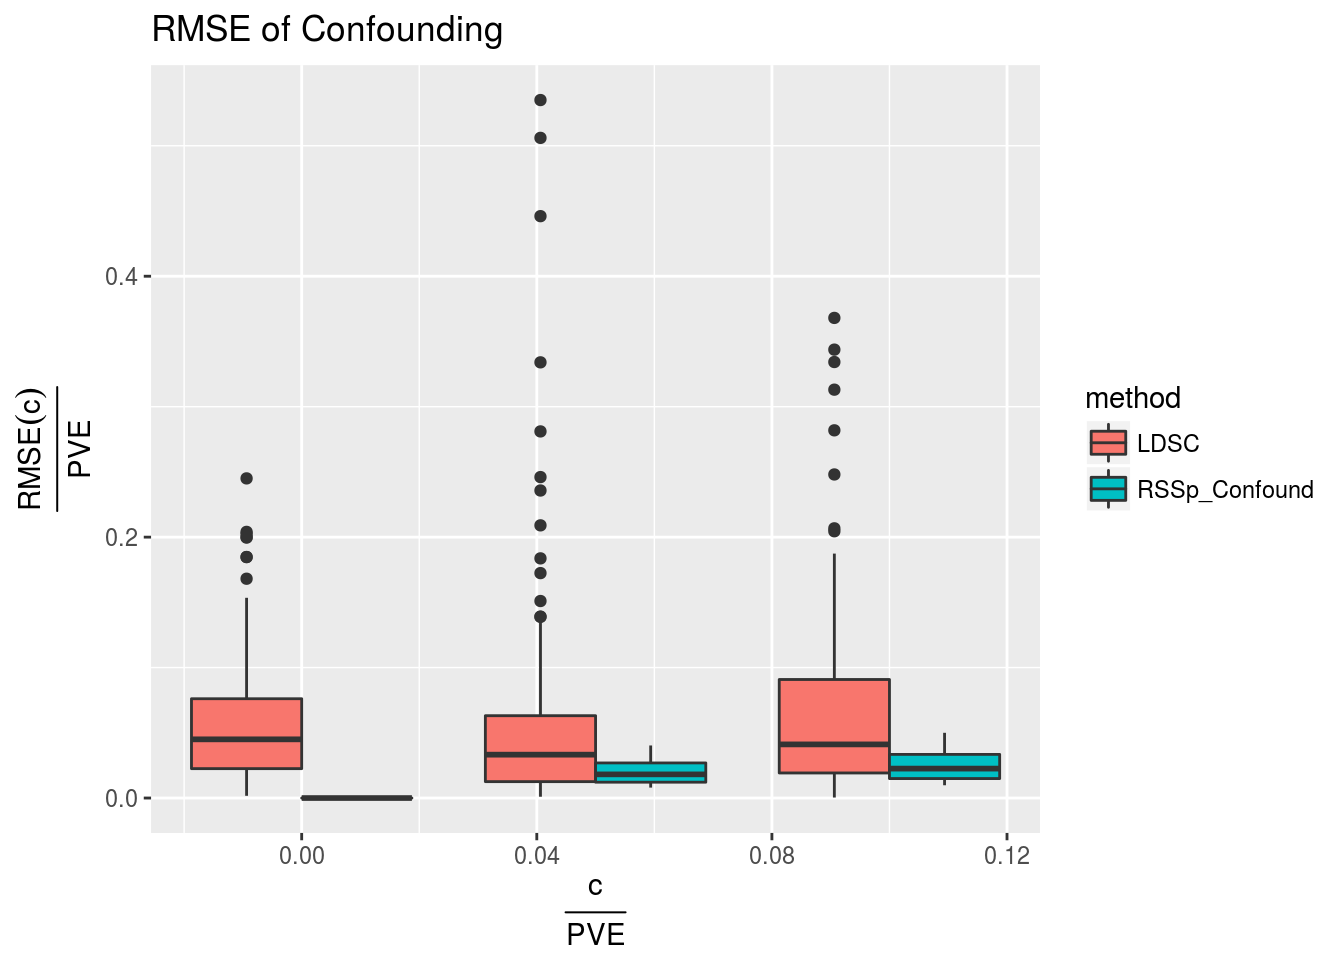 RMSE of Confounding
RMSE(c)
PVE
0.4
0.2
0.0
0.00
0.04
0.08
0.12
c
PVE
method
LDSC
RSSp_Confound